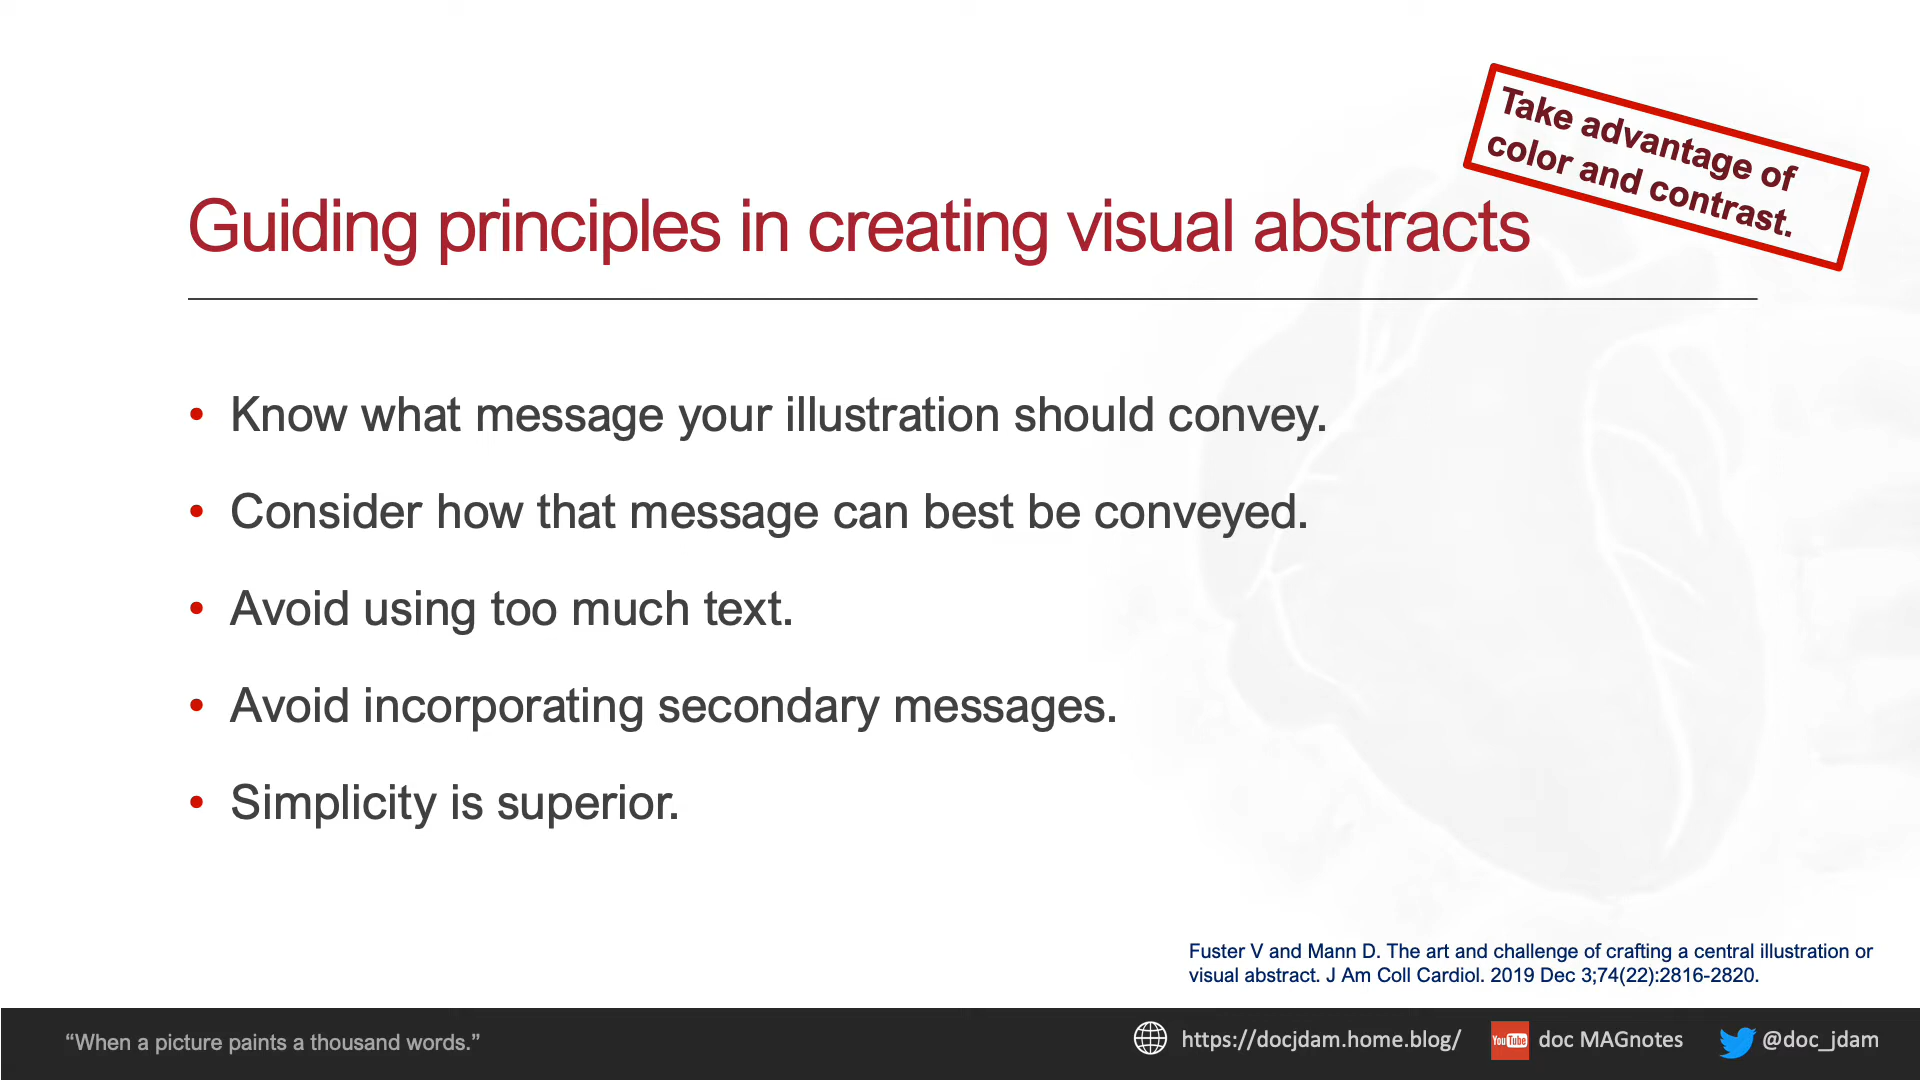 Take advantage of
color and contrast.
Guiding principles in creating visual abstracts
• Know what message your illustration should convey.
• Consider how that message can best be conveyed.
• Avoid using too much text.
• Avoid incorporating secondary messages.
• Simplicity is superior.
Fuster V and Mann D. The art and challenge of crafting a central illustration or
visual abstract. J Am Coll Cardiol. 2019 Dec 3;74(22):2816-2820.
“When a picture paints a thousand words.”
https://docjdam.home.blog/
YouTube
doc MAGnotes
@doc_jdam